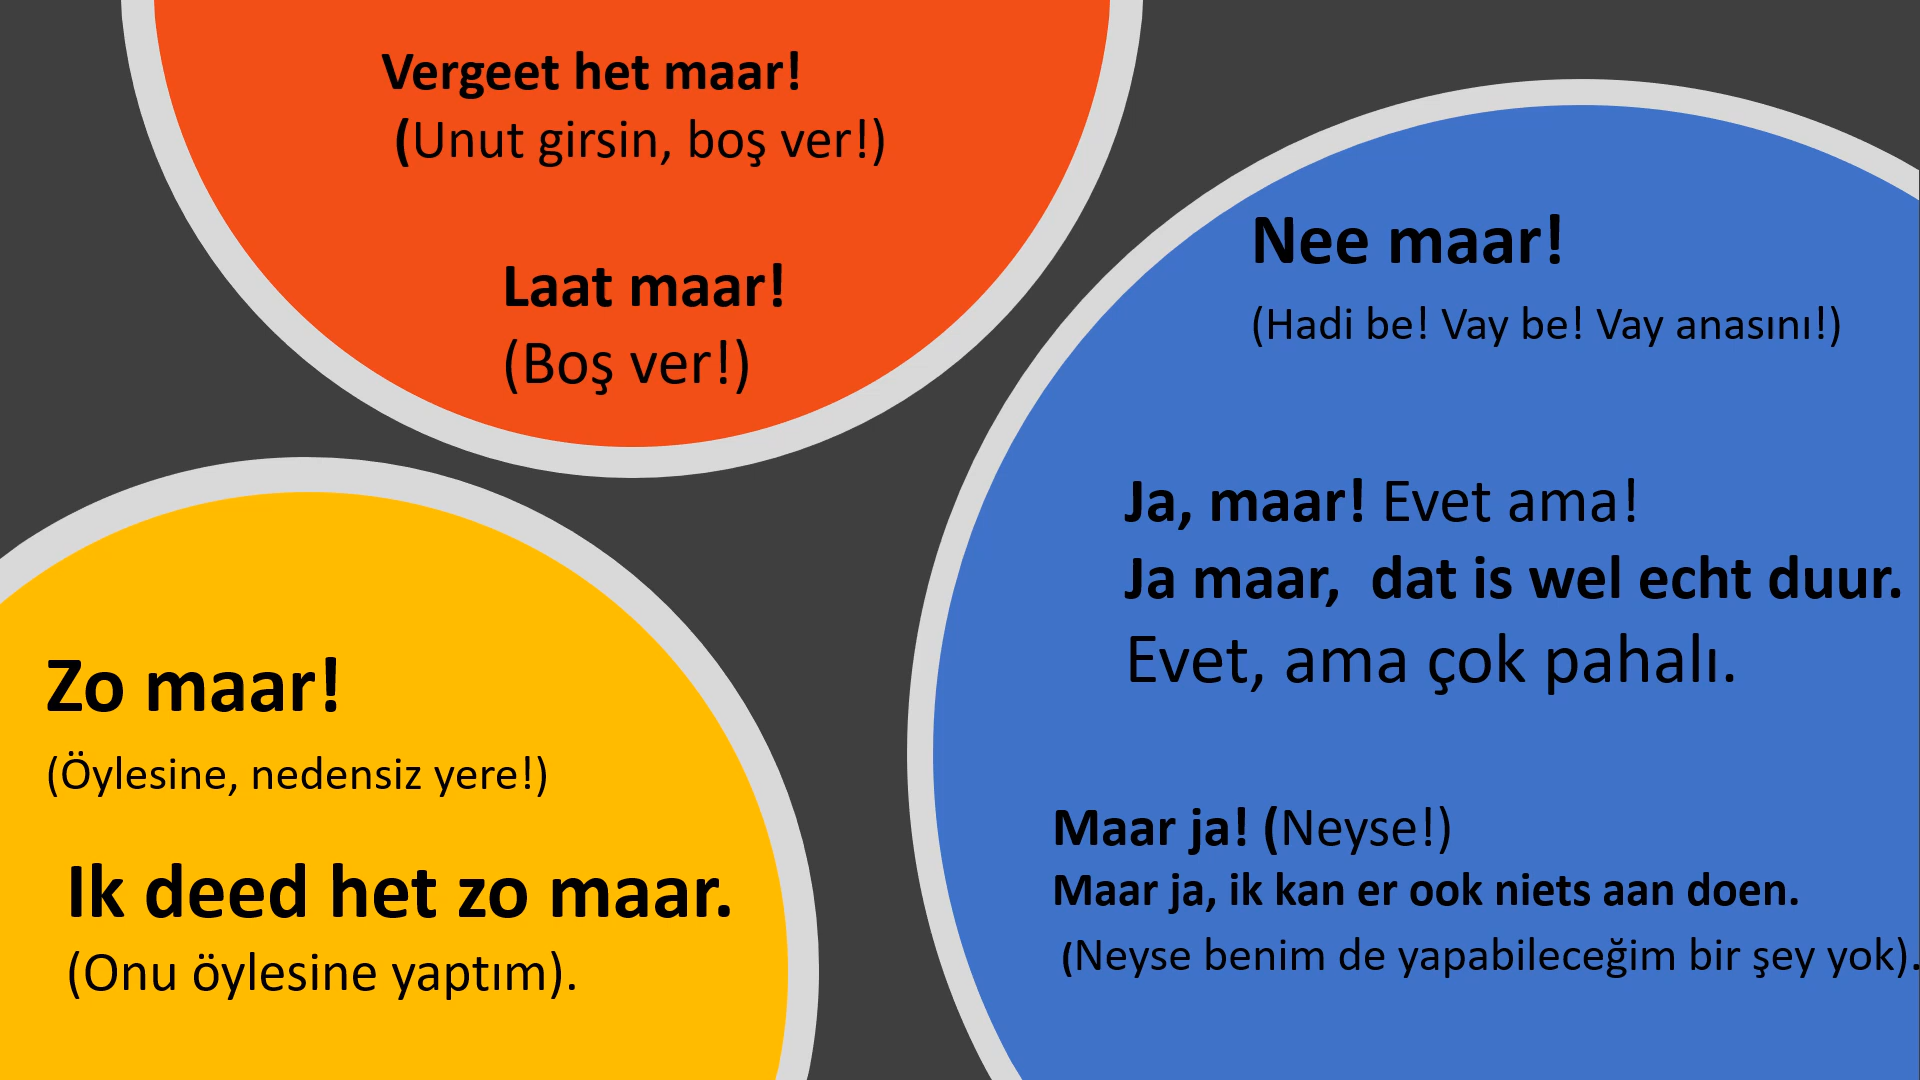 Vergeet het maar!
(Unut girsin, boş ver!)
Laat maar!
(Boş ver!)
Nee maar!
(Hadi be! Vay be! Vay anasını!)
Ja, maar! Evet ama!
Ja maar,  dat is wel echt duur.
Evet, ama çok pahalı.
Maar ja! (Neyse!)
Maar ja, ik kan er ook niets aan doen.
(Neyse benim de yapabileceğim bir şey yok).
Zo maar!
(Öylesine, nedensiz yere!)
Ik deed het zo maar.
(Onu öylesine yaptım).